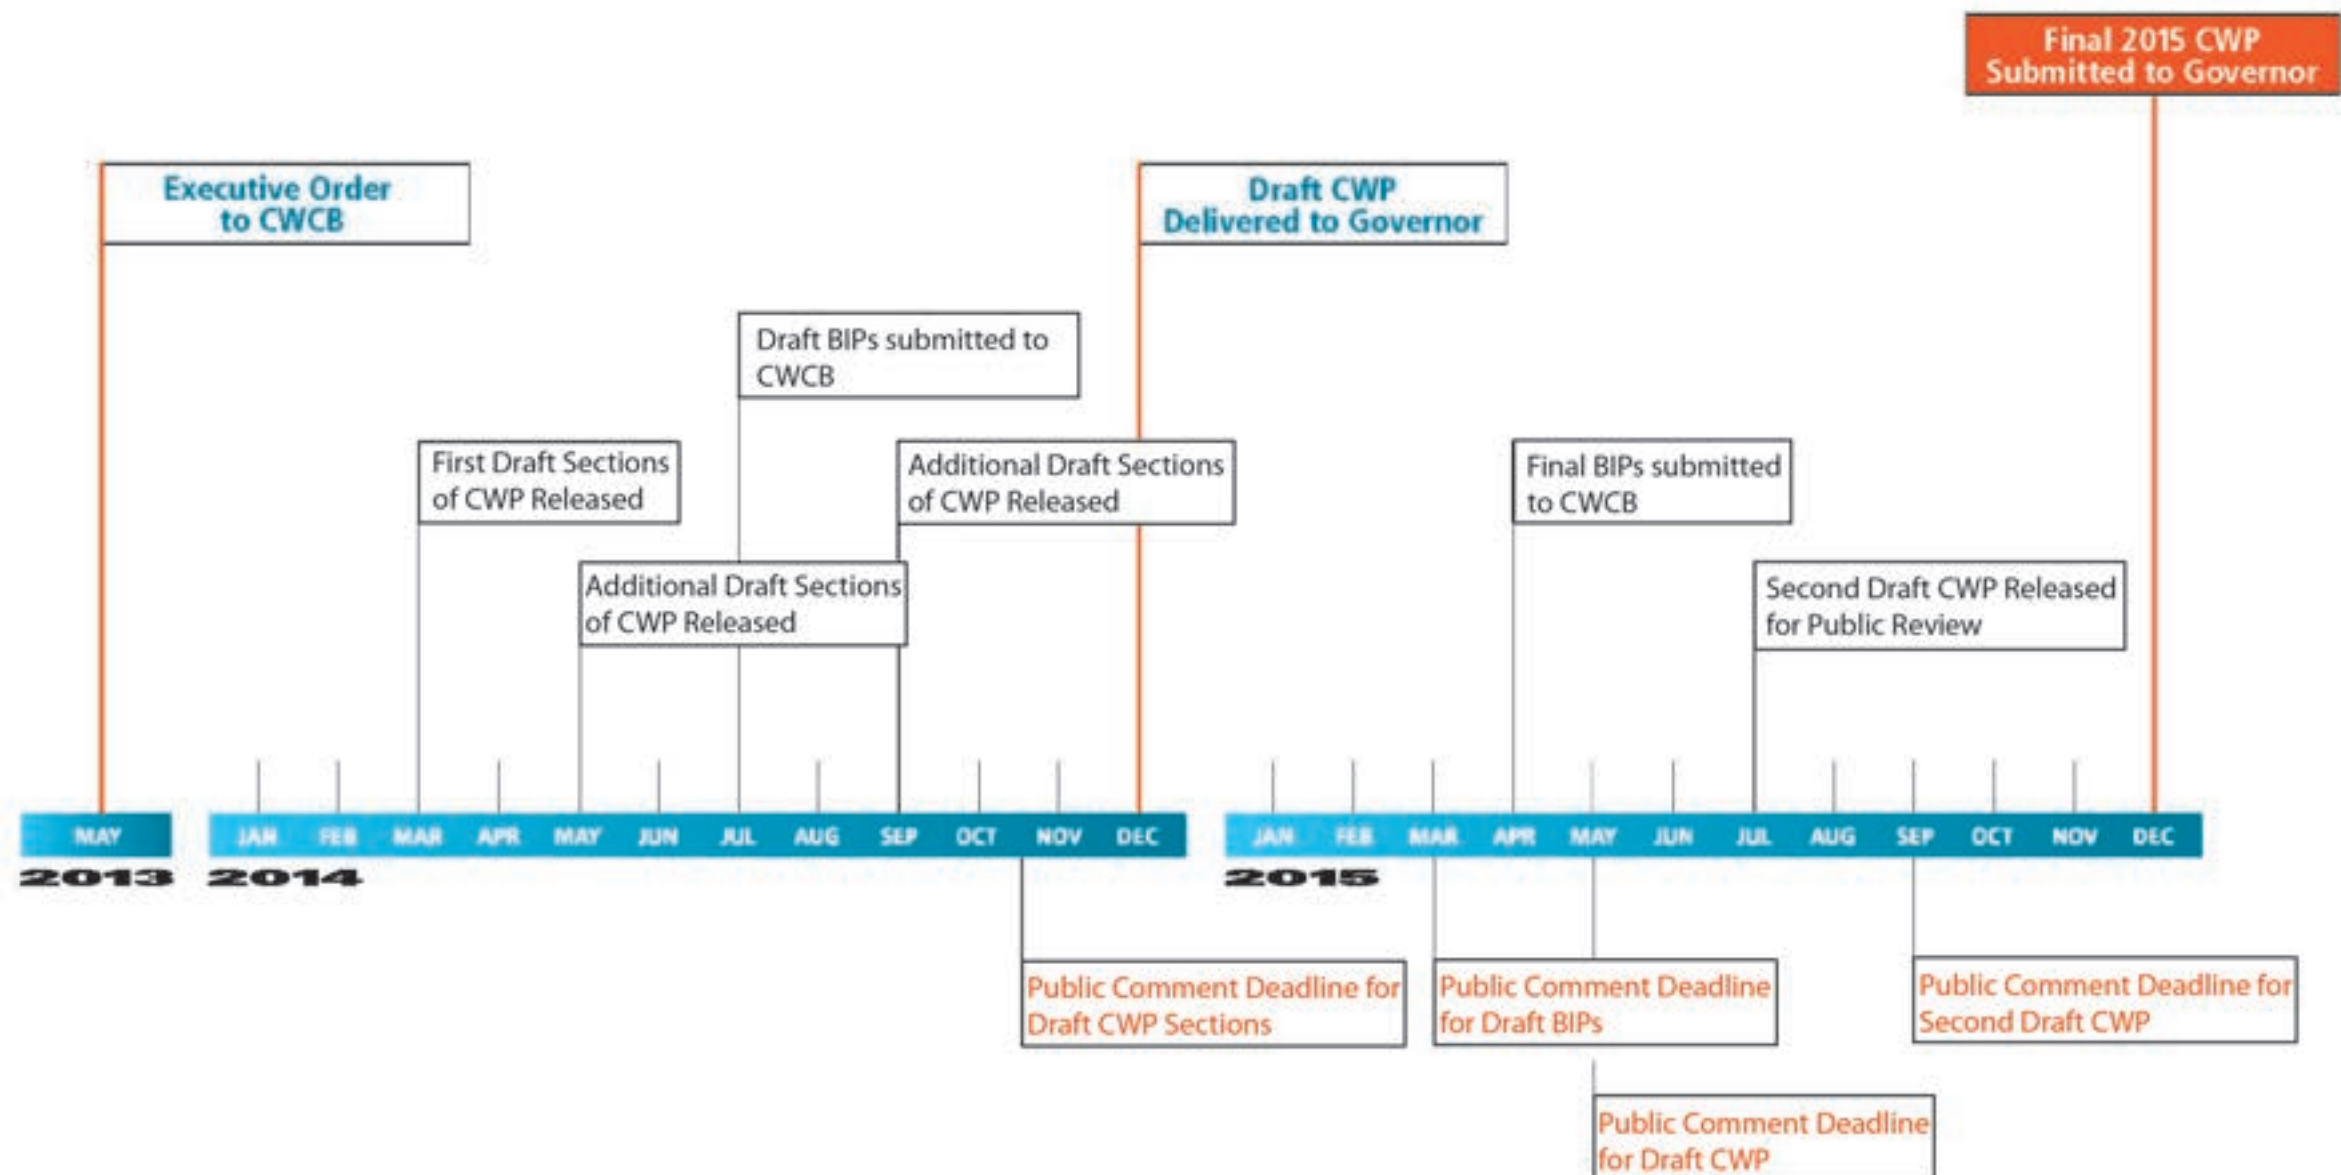 Final 2015 CWP
Submitted to Governor
Executive Order
to CWCB
Draft CWP
Delivered to Governor
Draft BIPs submitted to
CWCB
First Draft Sections
of CWP Released
Additional Draft Sections
of CWP Released
Final BIPs submitted
to CWCB
Additional Draft Sections
of CWP Released
Second Draft CWP Released
for Public Review
MAY
JAN FEB MAR APR MAY JUN JUL AUG SEP OCT NOV DEC
JAN FEB MAR APR MAY JUN JUL AUG SEP OCT NOV DEC
2013
2014
2015
Public Comment Deadline for
Draft CWP Sections
Public Comment Deadline
for Draft BIPs
Public Comment Deadline for
Second Draft CWP
Public Comment Deadline
for Draft CWP